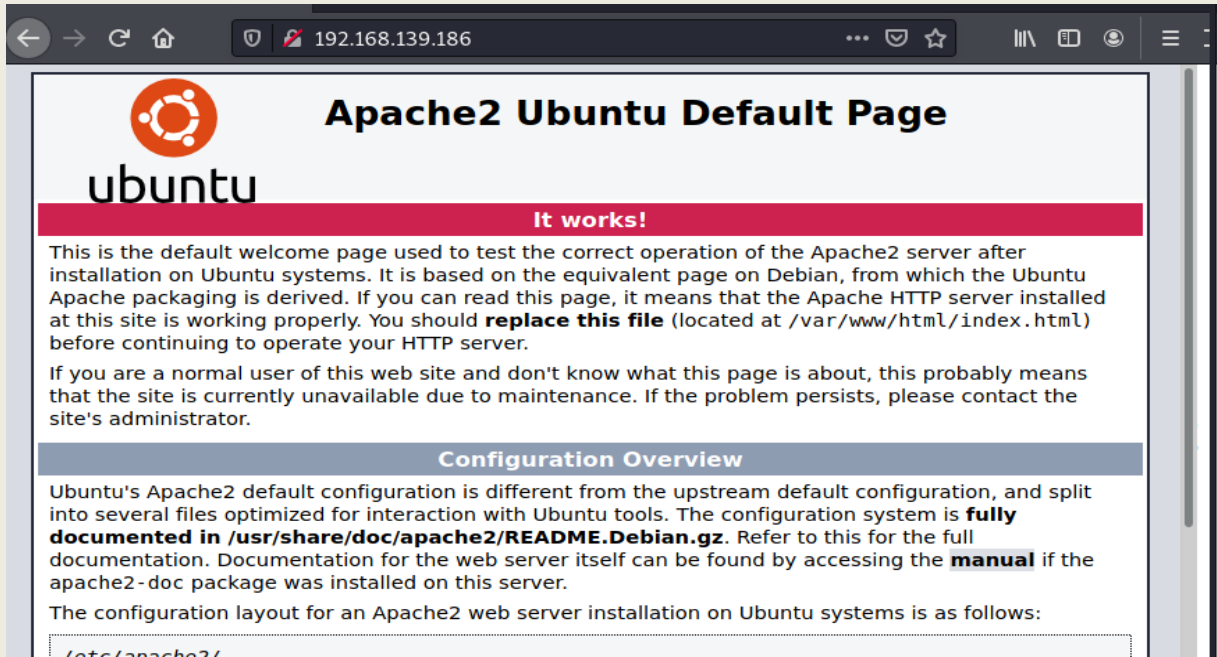 192.168.139.186
Apache2 Ubuntu Default Page
ubuntu
It works!
This is the default welcome page used to test the correct operation of the Apache2 server after
installation on Ubuntu systems. It is based on the equivalent page on Debian, from which the Ubuntu
Apache packaging is derived. If you can read this page, it means that the Apache HTTP server installed
at this site is working properly. You should replace this file (located at /var/www/html/index.html)
before continuing to operate your HTTP server.
If you are a normal user of this web site and don't know what this page is about, this probably means
that the site is currently unavailable due to maintenance. If the problem persists, please contact the
site's administrator.
Configuration Overview
Ubuntu's Apache2 default configuration is different from the upstream default configuration, and split
into several files optimized for interaction with Ubuntu tools. The configuration system is fully
documented in /usr/share/doc/apache2/README.Debian.gz. Refer to this for the full
documentation. Documentation for the web server itself can be found by accessing the manual if the
apache2-doc package was installed on this server.
The configuration layout for an Apache2 web server installation on Ubuntu systems is as follows:
/etc/apache2/